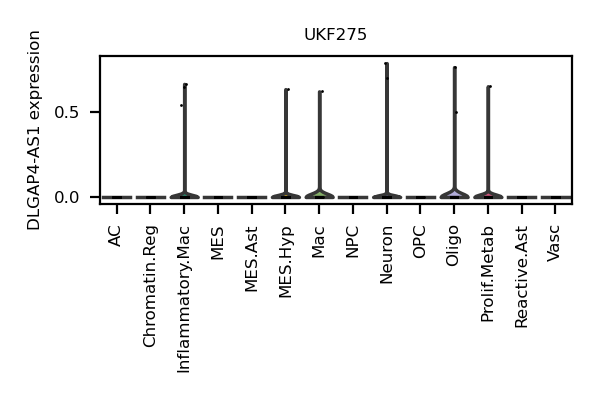 UKF275
DLGAP4-AS1 expression
0.5
0.0
AC
Chromatin.Reg
Inflammatory.Mac
MES
MES.Ast
MES.Hyp
Mac
NPC
Neuron
OPC
Oligo
Prolif.Metab
Reactive.Ast
Vasc